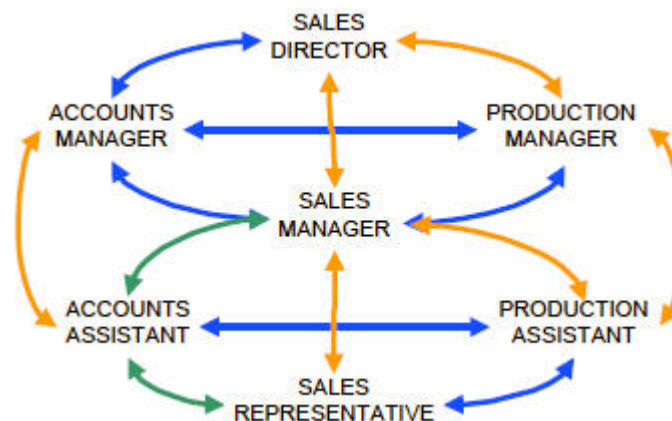 SALES
DIRECTOR
ACCOUNTS
MANAGER
PRODUCTION
MANAGER
SALES
MANAGER
ACCOUNTS
ASSISTANT
PRODUCTION
ASSISTANT
SALES
REPRESENTATIVE